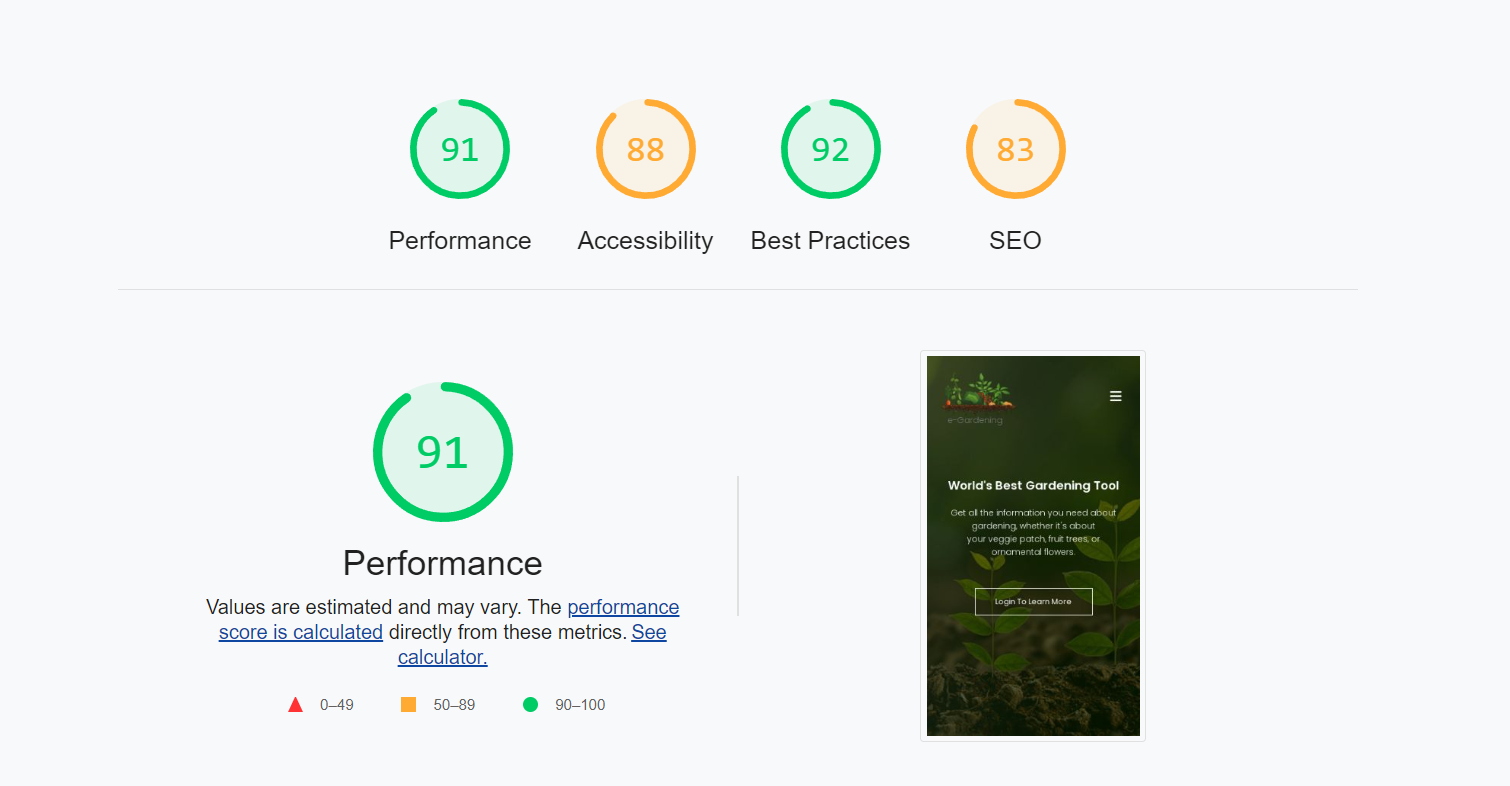 91
88
92
83
Performance
Accessibility
Best Practices
SEO
91
Performance
Values are estimated and may vary. The performance
score is calculated directly from these metrics. See
calculator.
0–49
50–89
90–100
e-Gardening
World's Best Gardening Tool
Get all the information you need about
gardening, whether it's about
your veggie patch, fruit trees, or
ornamental flowers.
Login To Learn More